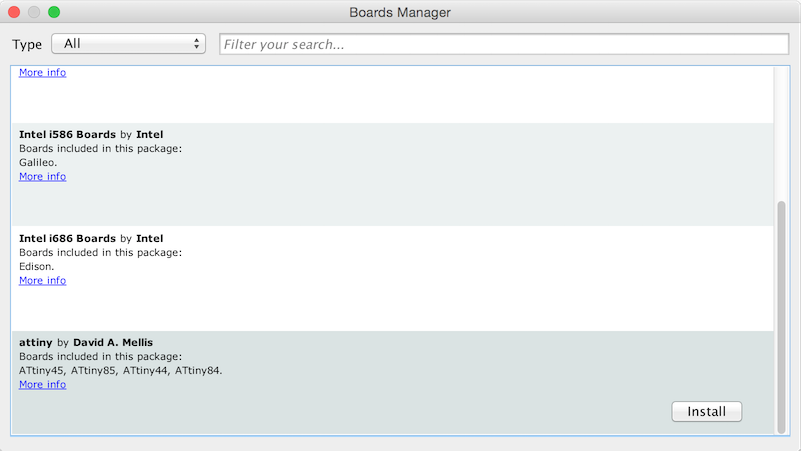 Boards Manager
Type All Filter your search...
More info
Intel i586 Boards by Intel
Boards included in this package:
Galileo.
More info
Intel i686 Boards by Intel
Boards included in this package:
Edison.
More info
attiny by David A. Mellis
Boards included in this package:
ATtiny45, ATtiny85, ATtiny44, ATtiny84.
More info
Install